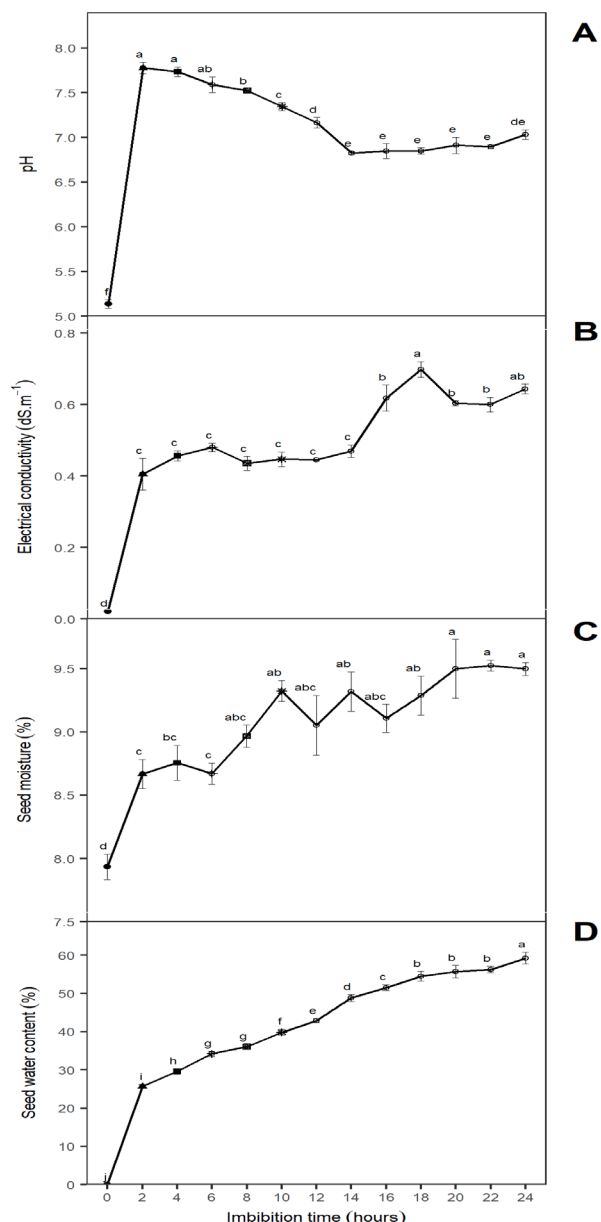 A
pH
8.0
7.5
7.0
6.5
6.0
5.5
5.0
f
a
a
ab
b
c
d
e
e
e
e
e
de
B
Electrical conductivity (dS.m−1)
0.8
0.6
0.4
0.2
0.0
d
c
c
c
c
c
c
c
b
a
b
b
ab
C
Seed moisture (%)
9.5
9.0
8.5
8.0
7.5
d
c
bc
c
abc
ab
abc
ab
abc
ab
a
a
a
D
Seed water content (%)
60
50
40
30
20
10
0
j
i
h
g
g
f
e
d
c
b
b
b
a
0 2 4 6 8 10 12 14 16 18 20 22 24
Imbibition time (hours)